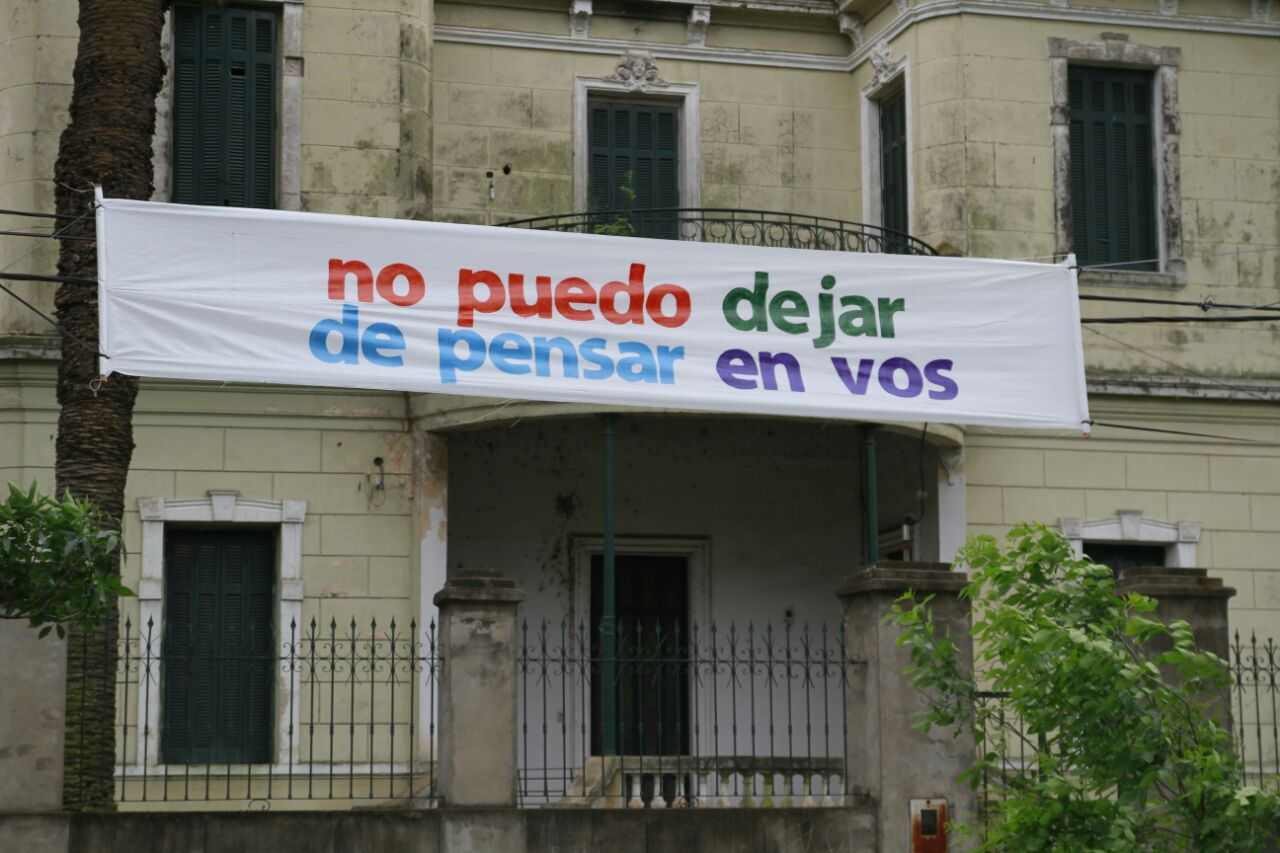 no puedo dejar
de pensar en vos